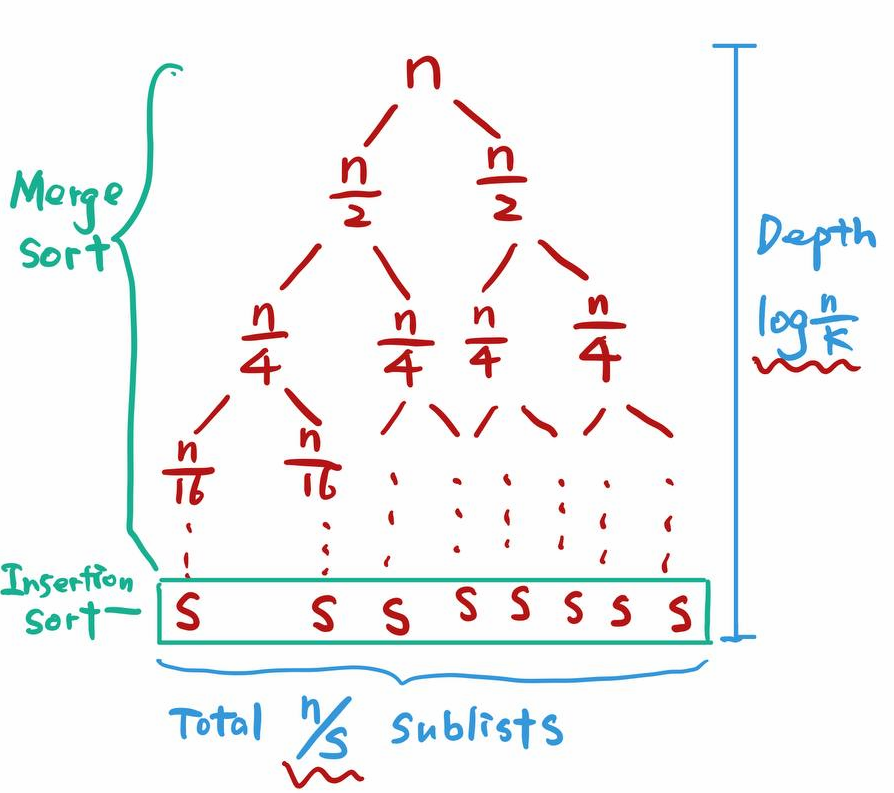 n
n/2 n/2
Merge
sort
n/4 n/4 n/4 n/4
Depth
log n/k
n/16 n/16
Insertion
sort
S S S S S S S S
Total n/s sublists